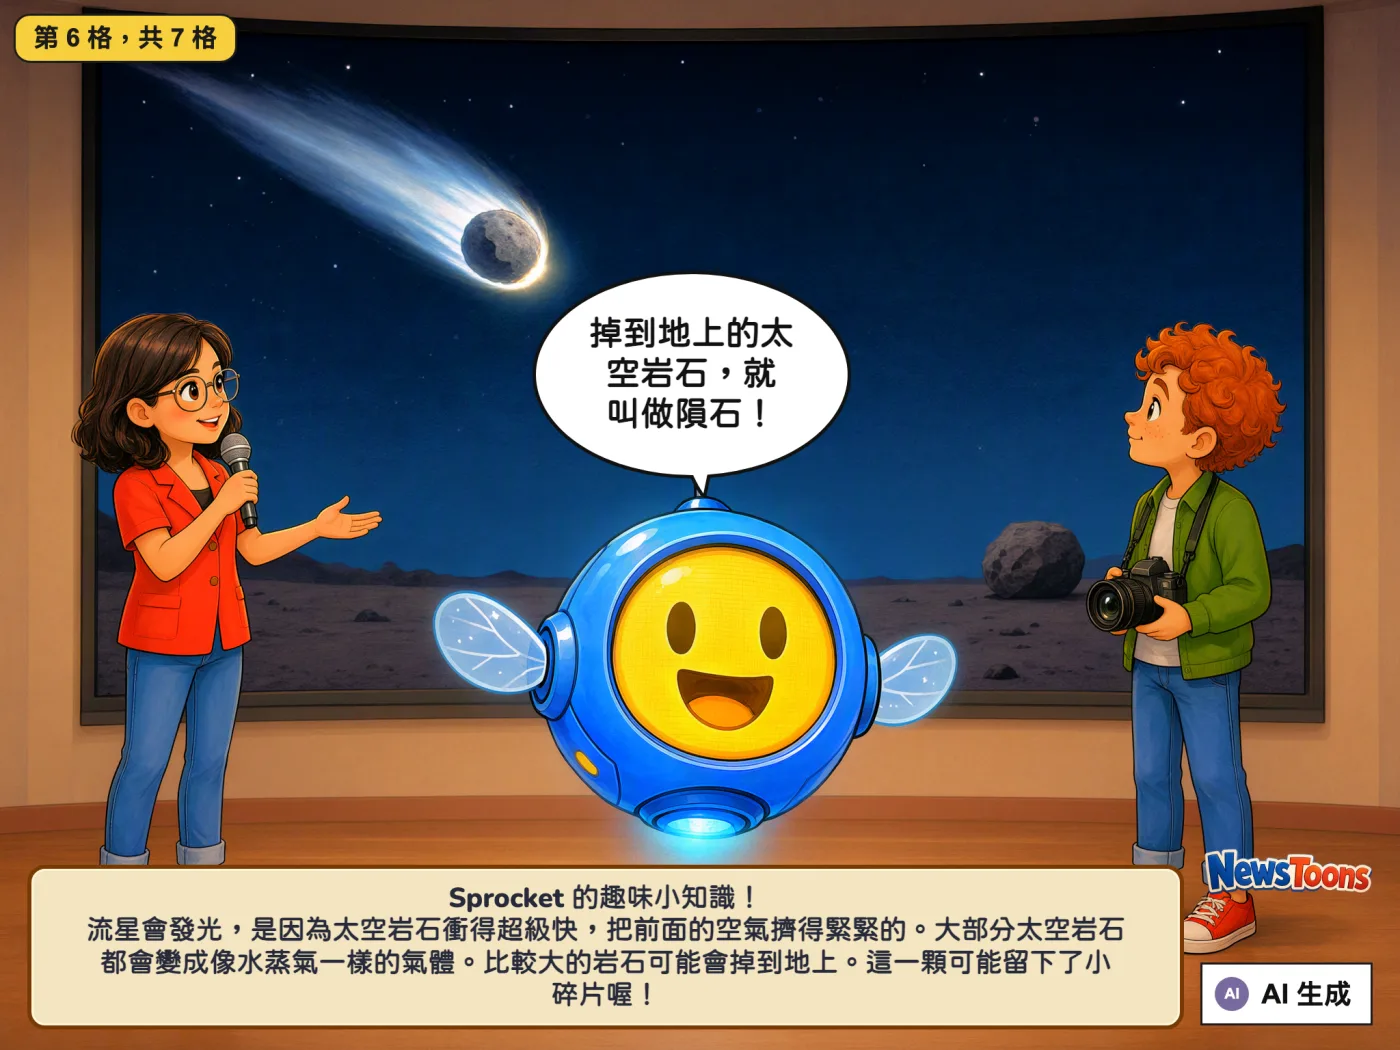 第 6 格，共 7 格
掉到地上的太
空岩石，就
叫做隕石！
Sprocket 的趣味小知識！
流星會發光，是因為太空岩石衝得超級快，把前面的空氣擠得緊緊的。大部分太空岩石
都會變成像水蒸氣一樣的氣體。比較大的岩石可能會掉到地上。這一顆可能留下了小
碎片喔！
NewsToons
AI AI 生成